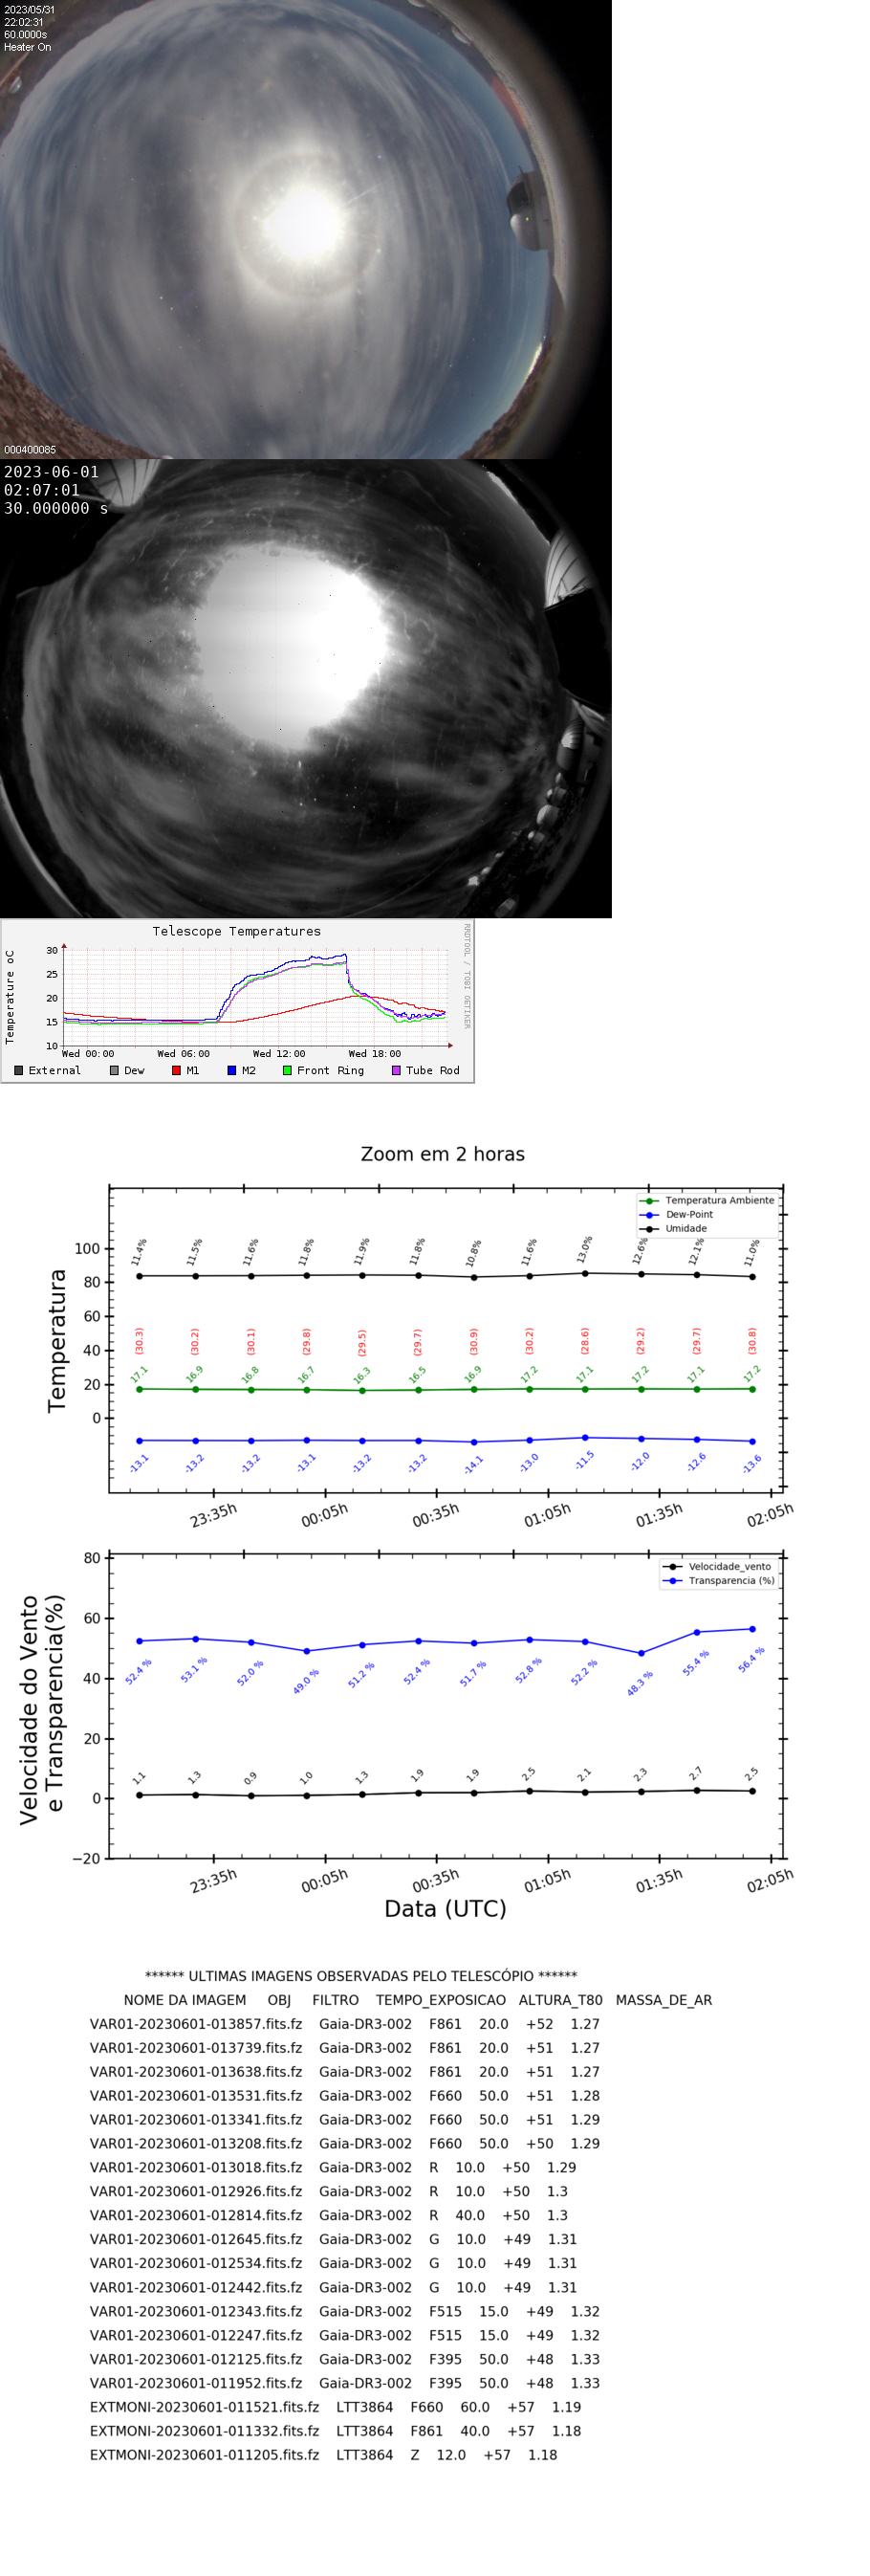 2023/05/31
22:02:31
60.0000s
Heater On
000400085
2023-06-01
02:07:01
30.000000 s
Telescope Temperatures
RRDTOOL / TOBI OETIKER
Temperature oC
30
25
20
15
10
Wed 00:00 Wed 06:00 Wed 12:00 Wed 18:00
External Dew M1 M2 Front Ring Tube Rod
Zoom em 2 horas
Temperatura Ambiente
Dew-Point
Umidade
Temperatura
100
80
60
40
20
0
11.4% 11.5% 11.6% 11.8% 11.9% 11.8% 10.8% 11.6% 13.0% 12.6% 12.1% 11.0%
(30.3) (30.2) (30.1) (29.8) (29.5) (29.7) (30.9) (30.2) (28.6) (29.2) (29.7) (30.8)
17.1 16.9 16.8 16.7 16.3 16.5 16.9 17.2 17.1 17.2 17.1 17.2
-13.1 -13.2 -13.2 -13.1 -13.2 -13.2 -14.1 -13.0 -11.5 -12.0 -12.6 -13.6
23:35h 00:05h 00:35h 01:05h 01:35h 02:05h
Velocidade_vento
Transparencia (%)
Velocidade do Vento
e Transparencia(%)
80
60
40
20
0
−20
52.4 % 53.1 % 52.0 % 49.0 % 51.2 % 52.4 % 51.7 % 52.8 % 52.2 % 48.3 % 55.4 % 56.4 %
1.1 1.3 0.9 1.0 1.3 1.9 1.9 2.5 2.1 2.3 2.7 2.5
23:35h 00:05h 00:35h 01:05h 01:35h 02:05h
Data (UTC)
****** ULTIMAS IMAGENS OBSERVADAS PELO TELESCÓPIO ******
NOME DA IMAGEM OBJ FILTRO TEMPO_EXPOSICAO ALTURA_T80 MASSA_DE_AR
VAR01-20230601-013857.fits.fz Gaia-DR3-002 F861 20.0 +52 1.27
VAR01-20230601-013739.fits.fz Gaia-DR3-002 F861 20.0 +51 1.27
VAR01-20230601-013638.fits.fz Gaia-DR3-002 F861 20.0 +51 1.27
VAR01-20230601-013531.fits.fz Gaia-DR3-002 F660 50.0 +51 1.28
VAR01-20230601-013341.fits.fz Gaia-DR3-002 F660 50.0 +51 1.29
VAR01-20230601-013208.fits.fz Gaia-DR3-002 F660 50.0 +50 1.29
VAR01-20230601-013018.fits.fz Gaia-DR3-002 R 10.0 +50 1.29
VAR01-20230601-012926.fits.fz Gaia-DR3-002 R 10.0 +50 1.3
VAR01-20230601-012814.fits.fz Gaia-DR3-002 R 40.0 +50 1.3
VAR01-20230601-012645.fits.fz Gaia-DR3-002 G 10.0 +49 1.31
VAR01-20230601-012534.fits.fz Gaia-DR3-002 G 10.0 +49 1.31
VAR01-20230601-012442.fits.fz Gaia-DR3-002 G 10.0 +49 1.31
VAR01-20230601-012343.fits.fz Gaia-DR3-002 F515 15.0 +49 1.32
VAR01-20230601-012247.fits.fz Gaia-DR3-002 F515 15.0 +49 1.32
VAR01-20230601-012125.fits.fz Gaia-DR3-002 F395 50.0 +48 1.33
VAR01-20230601-011952.fits.fz Gaia-DR3-002 F395 50.0 +48 1.33
EXTMONI-20230601-011521.fits.fz LTT3864 F660 60.0 +57 1.19
EXTMONI-20230601-011332.fits.fz LTT3864 F861 40.0 +57 1.18
EXTMONI-20230601-011205.fits.fz LTT3864 Z 12.0 +57 1.18